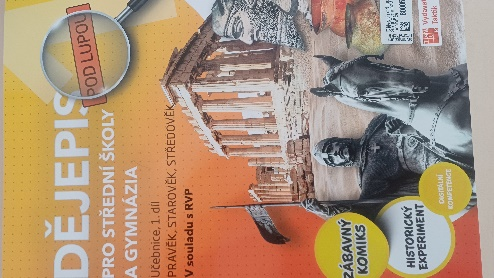 POD LUPOU
DĚJEPIS
PRO STŘEDNÍ ŠKOLY
A GYMNÁZIA
Učebnice, 1. díl
PRAVĚK, STAROVĚK, STŘEDOVĚK
V souladu s RVP
ZÁBAVNÝ
KOMIKS
HISTORICKÝ
EXPERIMENT
DIGITÁLNÍ
KOMPETENCE
Taktik